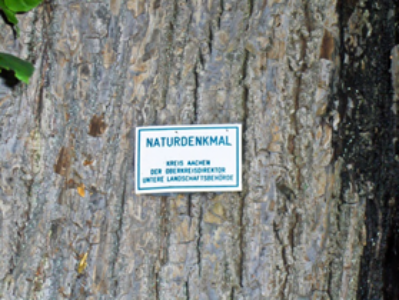 NATURDENKMAL
KREIS AACHEN
DER OBERKREISDIREKTOR
UNTERE LANDSCHAFTSBEHÖRDE